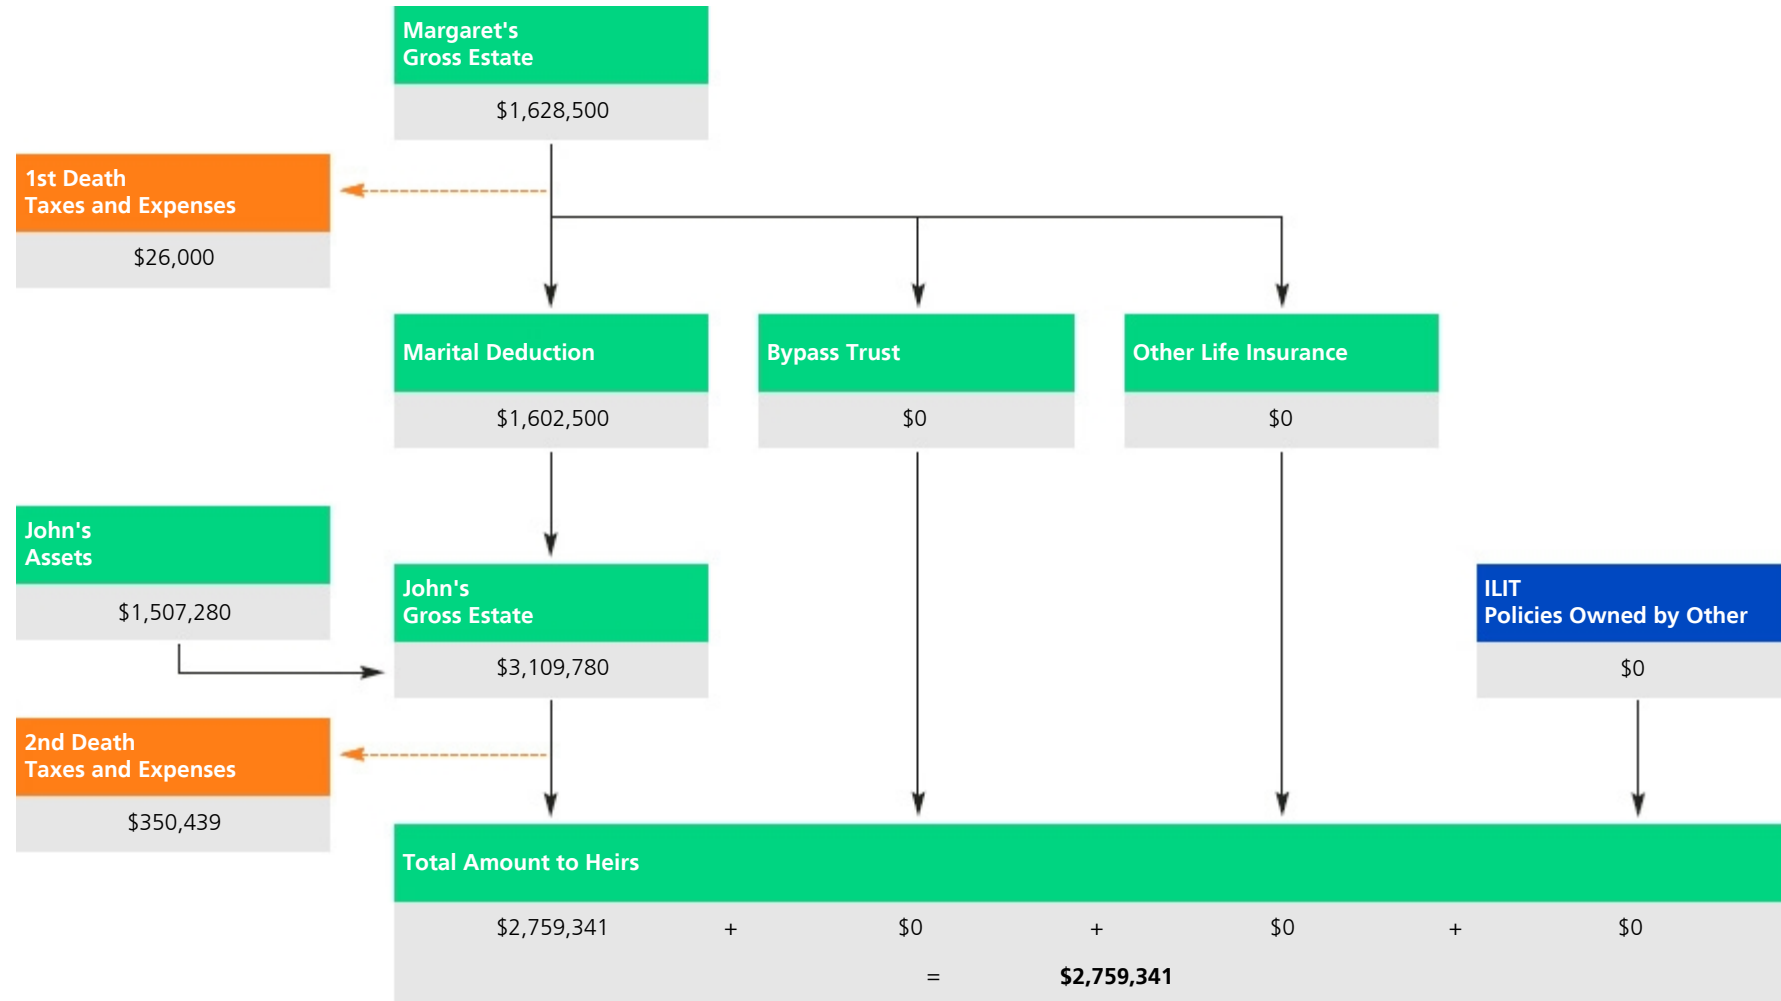 Margaret's
Gross Estate
$1,628,500
1st Death
Taxes and Expenses
$26,000
Marital Deduction
$1,602,500
Bypass Trust
$0
Other Life Insurance
$0
John's
Assets
$1,507,280
John's
Gross Estate
$3,109,780
ILIT
Policies Owned by Other
$0
2nd Death
Taxes and Expenses
$350,439
Total Amount to Heirs
$2,759,341 + $0 + $0 + $0
= $2,759,341